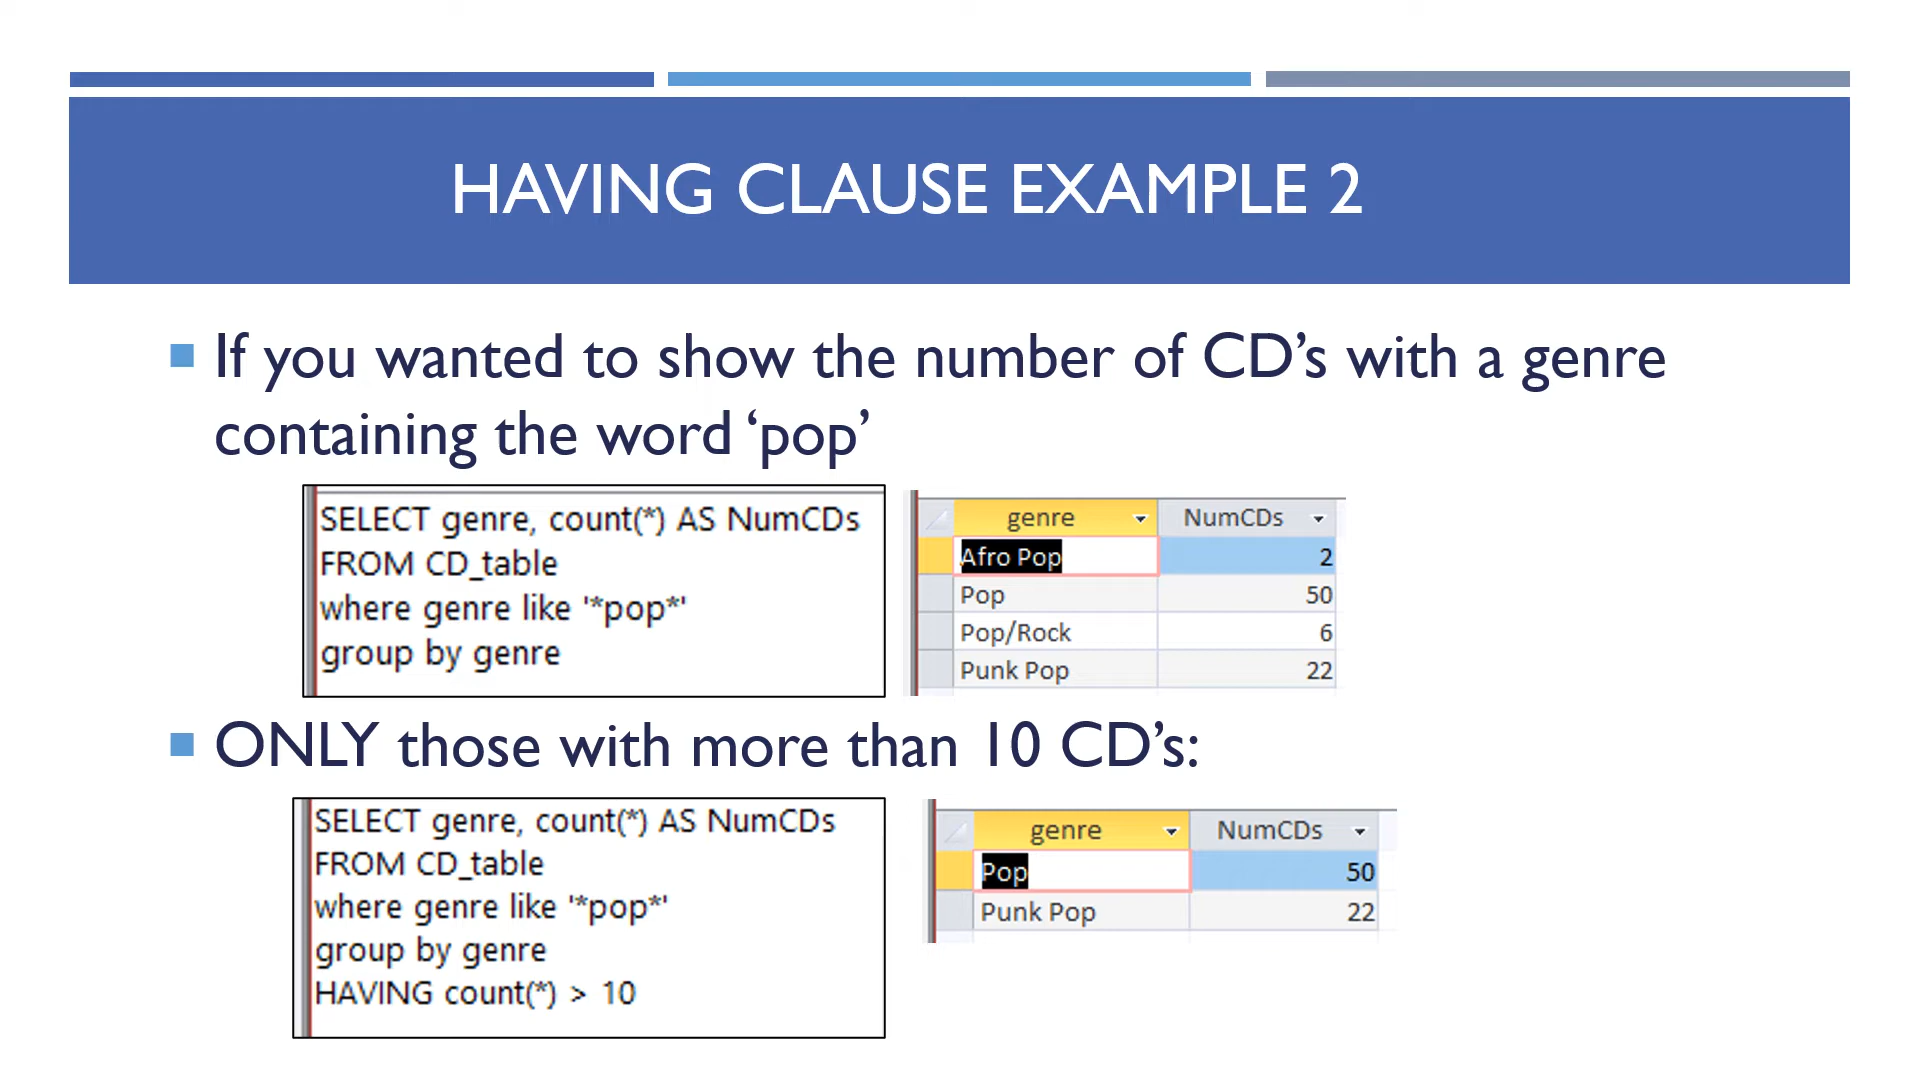 HAVING CLAUSE EXAMPLE 2
If you wanted to show the number of CD’s with a genre
containing the word ‘pop’
SELECT genre, count(*) AS NumCDs
FROM CD_table
where genre like '*pop*'
group by genre
genre NumCDs
Afro Pop 2
Pop 50
Pop/Rock 6
Punk Pop 22
ONLY those with more than 10 CD’s:
SELECT genre, count(*) AS NumCDs
FROM CD_table
where genre like '*pop*'
group by genre
HAVING count(*) > 10
genre NumCDs
Pop 50
Punk Pop 22